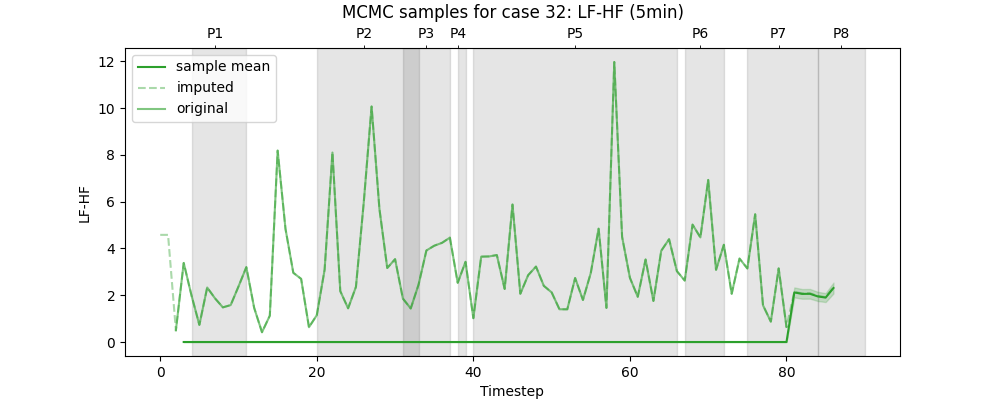 MCMC samples for case 32: LF-HF (5min)
P1 P2 P3 P4 P5 P6 P7 P8
sample mean
imputed
original
12
10
8
6
4
2
0
LF-HF
0 20 40 60 80
Timestep